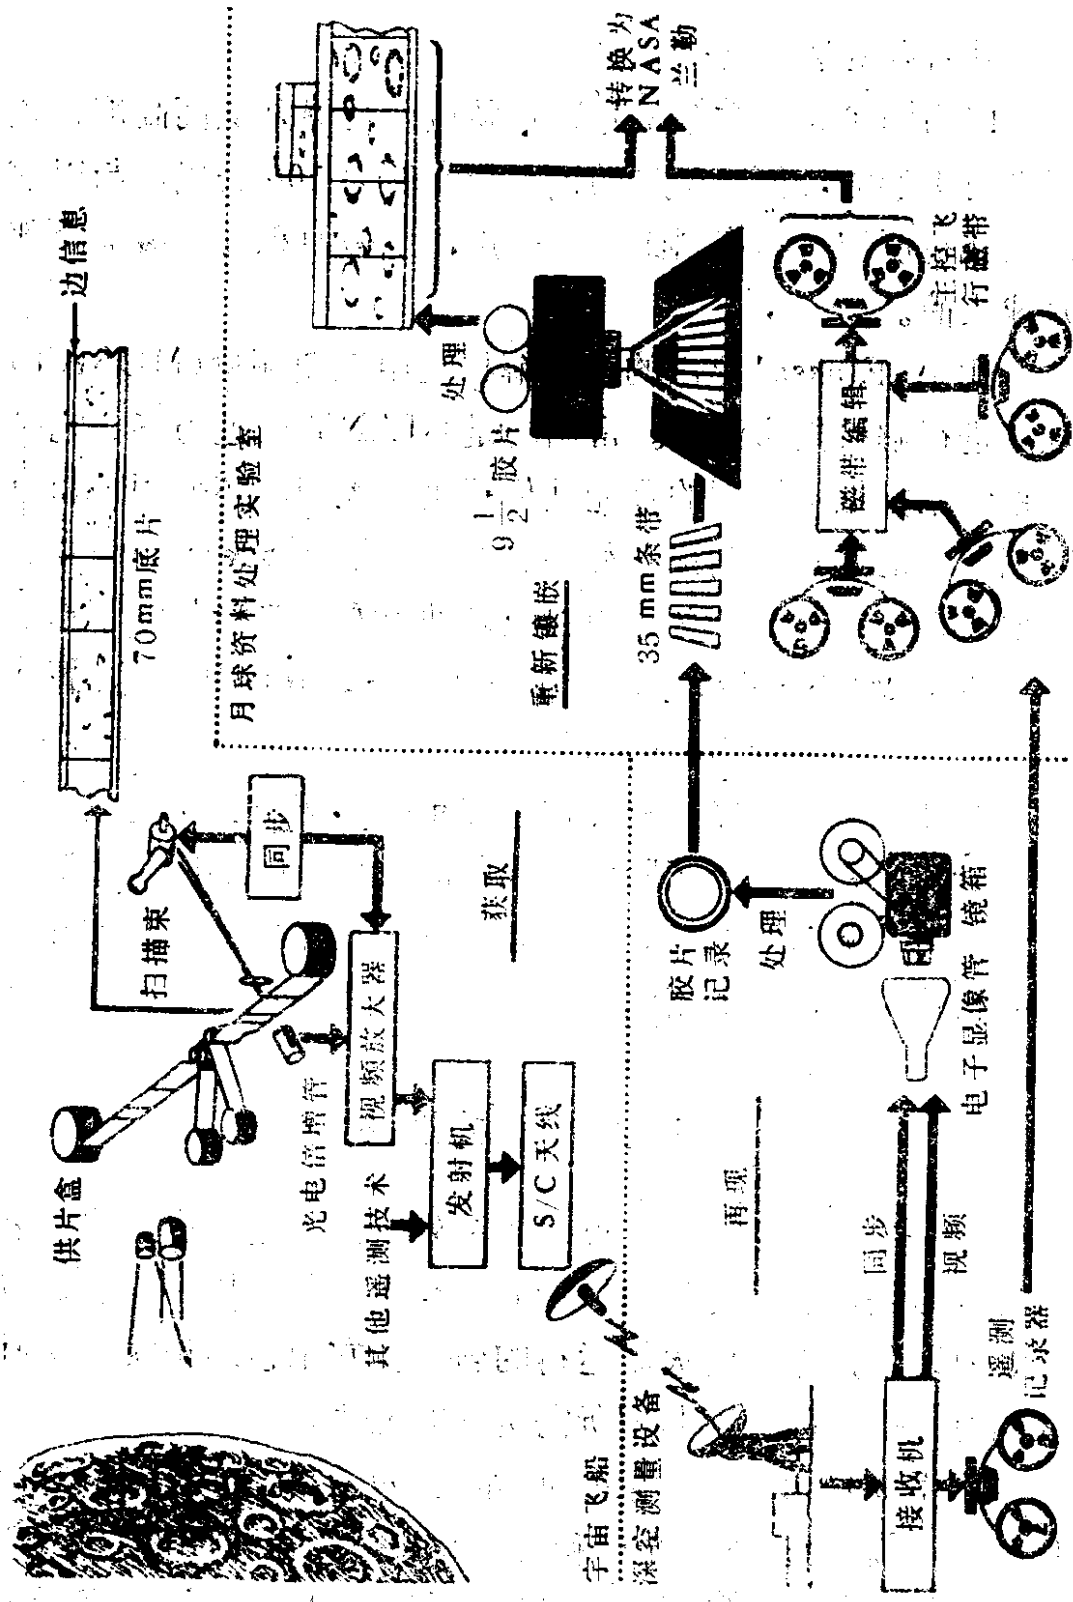 边信息
70mm底片
供片盒
扫描束
同步
光电倍增管
视频放大器
其他遥测技术
发射机
S/C天线
获取
宇宙飞船
深空测量设备
再现
接收机
同步
视频
遥测
记录器
电子显像管
镜箱
处理
胶片
记录
月球资料处理实验室
重新镶嵌
35mm条带
9 1/2"胶片
处理
磁带编辑
主控飞
行磁带
转换为
NASA
兰勒